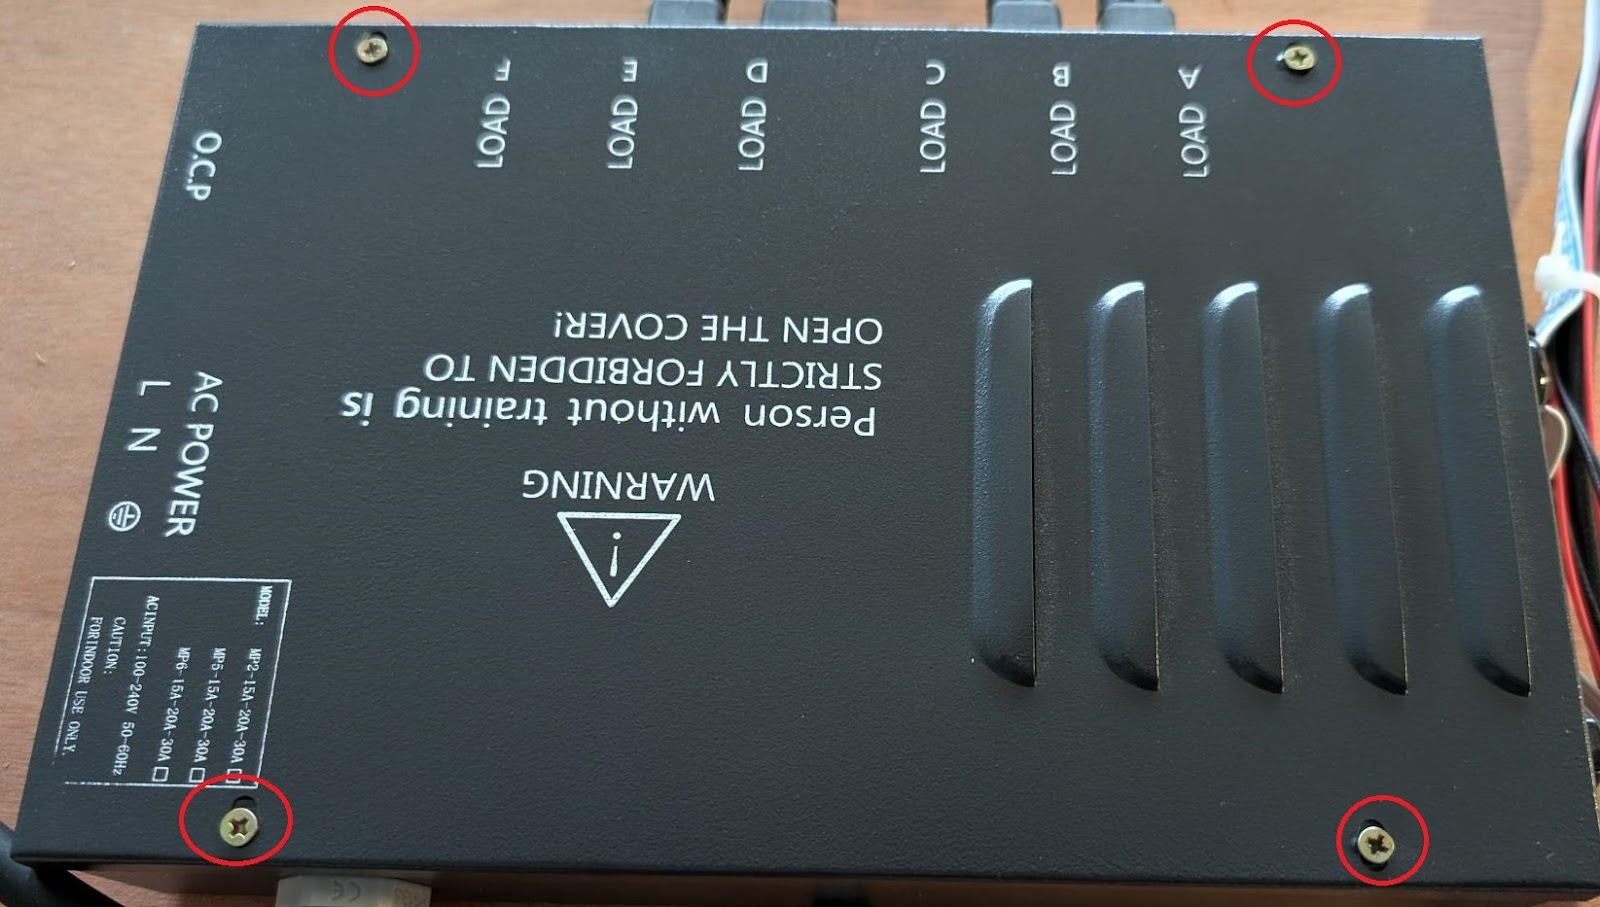 WARNING
Person without training is
STRICTLY FORBIDDEN TO
OPEN THE COVER!
LOAD A
LOAD B
LOAD C
LOAD D
LOAD E
LOAD F
O.C.P
AC POWER
L N
MODEL:
MP2-15A-20A-30A
MP5-15A-20A-30A
MP6-15A-20A-30A
ACINPUT:100-240V 50-60Hz
CAUTION:
FORINDOOR USE ONLY.
CE